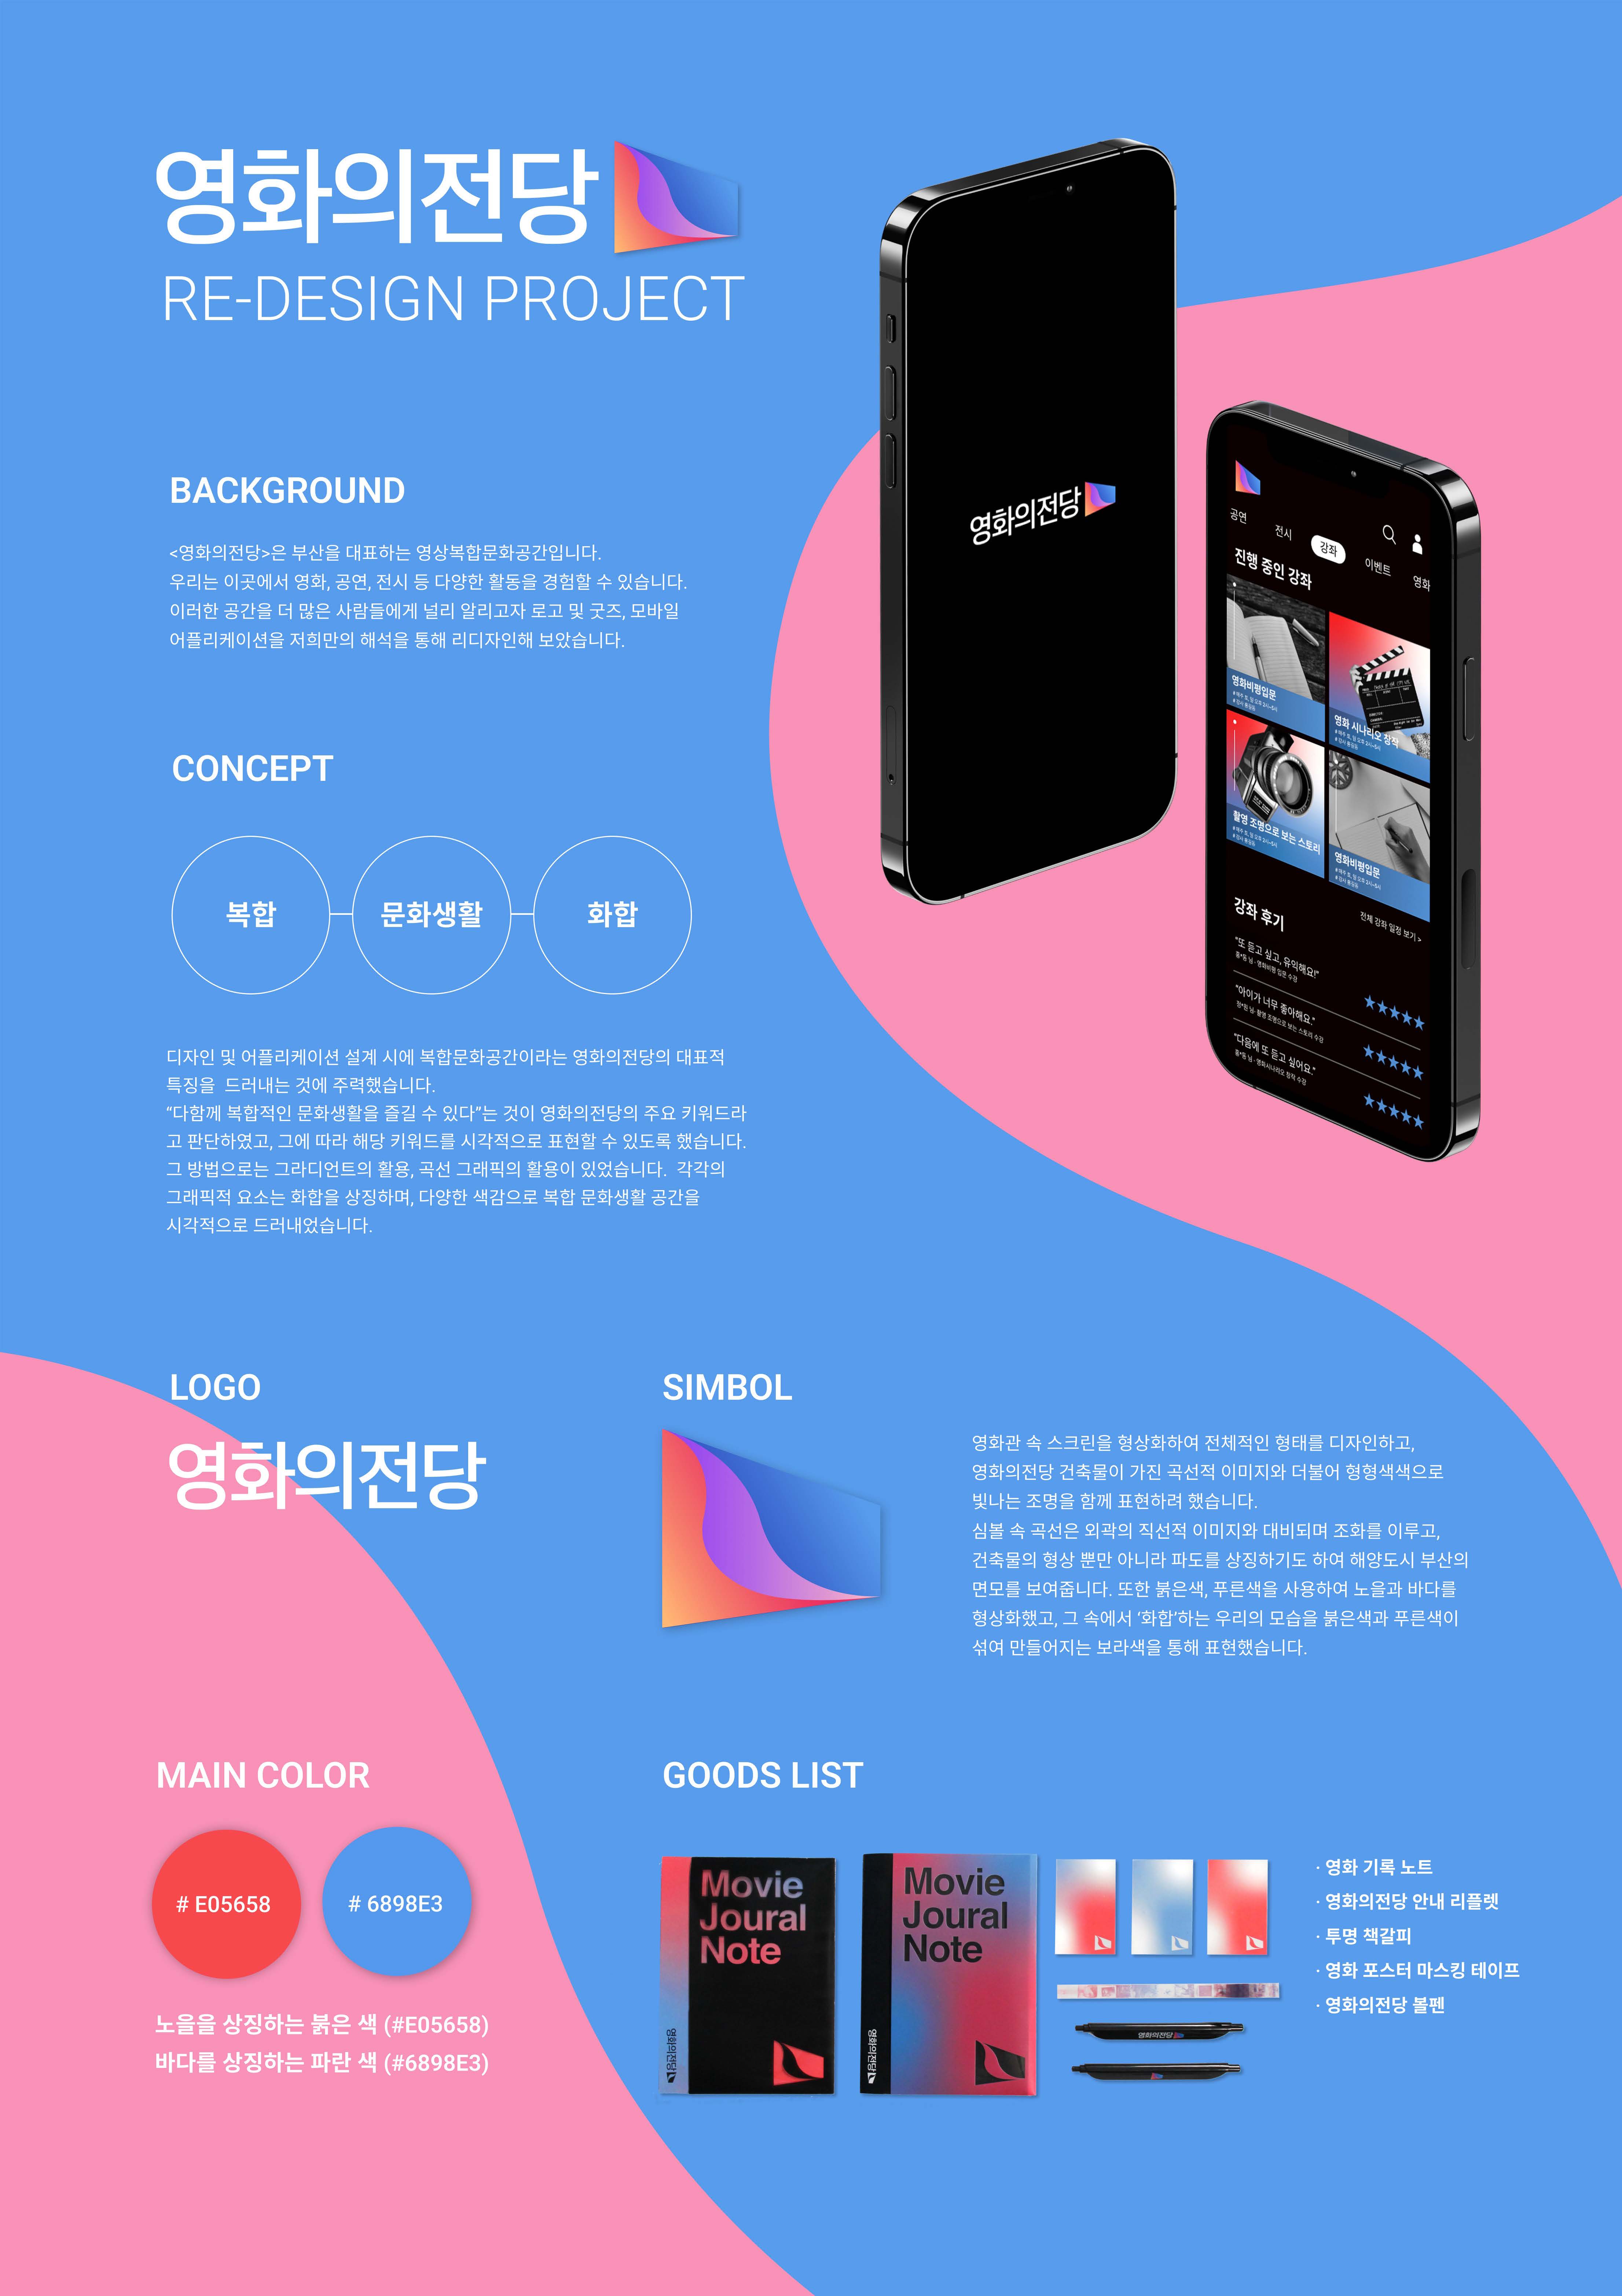 영화의전당
RE-DESIGN PROJECT
BACKGROUND
<영화의전당>은 부산을 대표하는 영상복합문화공간입니다.
우리는 이곳에서 영화, 공연, 전시 등 다양한 활동을 경험할 수 있습니다.
이러한 공간을 더 많은 사람들에게 널리 알리고자 로고 및 굿즈, 모바일
어플리케이션을 저희만의 해석을 통해 리디자인해 보았습니다.
CONCEPT
복합
문화생활
화합
디자인 및 어플리케이션 설계 시에 복합문화공간이라는 영화의전당의 대표적
특징을 드러내는 것에 주력했습니다.
“다함께 복합적인 문화생활을 즐길 수 있다”는 것이 영화의전당의 주요 키워드라
고 판단하였고, 그에 따라 해당 키워드를 시각적으로 표현할 수 있도록 했습니다.
그 방법으로는 그라디언트의 활용, 곡선 그래픽의 활용이 있었습니다. 각각의
그래픽적 요소는 화합을 상징하며, 다양한 색감으로 복합 문화생활 공간을
시각적으로 드러내었습니다.
영화의전당
공연
전시
강좌
이벤트
영화
진행 중인 강좌
영화비평입문
영화 시나리오 창작
촬영 조명으로 보는 스토리
영화비평입문
강좌 후기
전체 강좌 일정 보기 >
"또 듣고 싶고, 유익해요!"
홍*동 님 - 영화비평 입문 수강
"아이가 너무 좋아해요."
"다음에 또 듣고 싶어요."
홍*동 님 - 영화시나리오 창작 수강
LOGO
영화의전당
SIMBOL
영화관 속 스크린을 형상화하여 전체적인 형태를 디자인하고,
영화의전당 건축물이 가진 곡선적 이미지와 더불어 형형색색으로
빛나는 조명을 함께 표현하려 했습니다.
심볼 속 곡선은 외곽의 직선적 이미지와 대비되며 조화를 이루고,
건축물의 형상 뿐만 아니라 파도를 상징하기도 하여 해양도시 부산의
면모를 보여줍니다. 또한 붉은색, 푸른색을 사용하여 노을과 바다를
형상화했고, 그 속에서 ‘화합’하는 우리의 모습을 붉은색과 푸른색이
섞여 만들어지는 보라색을 통해 표현했습니다.
MAIN COLOR
# E05658
# 6898E3
노을을 상징하는 붉은 색 (#E05658)
바다를 상징하는 파란 색 (#6898E3)
GOODS LIST
Movie
Joural
Note
영화의전당
Movie
Joural
Note
영화의전당
영화의전당
· 영화 기록 노트
· 영화의전당 안내 리플렛
· 투명 책갈피
· 영화 포스터 마스킹 테이프
· 영화의전당 볼펜